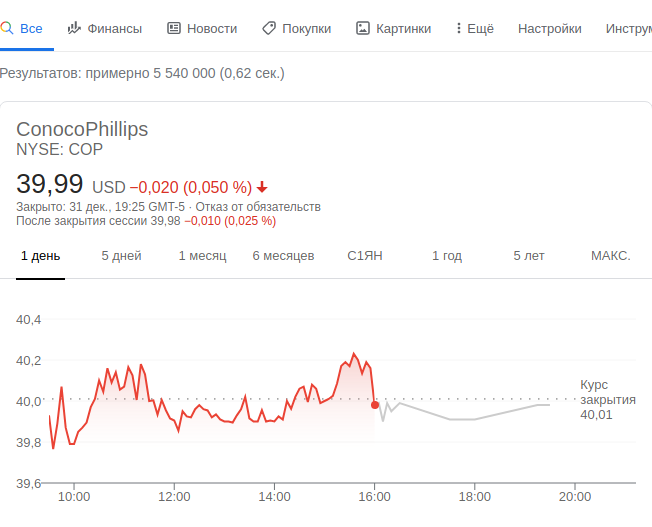 Все Финансы Новости Покупки Картинки Ещё Настройки Инструм
Результатов: примерно 5 540 000 (0,62 сек.)
ConocoPhillips
NYSE: COP
39,99 USD −0,020 (0,050 %)
Закрыто: 31 дек., 19:25 GMT-5 · Отказ от обязательств
После закрытия сессии 39,98 −0,010 (0,025 %)
1 день 5 дней 1 месяц 6 месяцев С1ЯН 1 год 5 лет МАКС.
40,4
40,2
40,0
39,8
39,6
Курс
закрытия
40,01
10:00 12:00 14:00 16:00 18:00 20:00